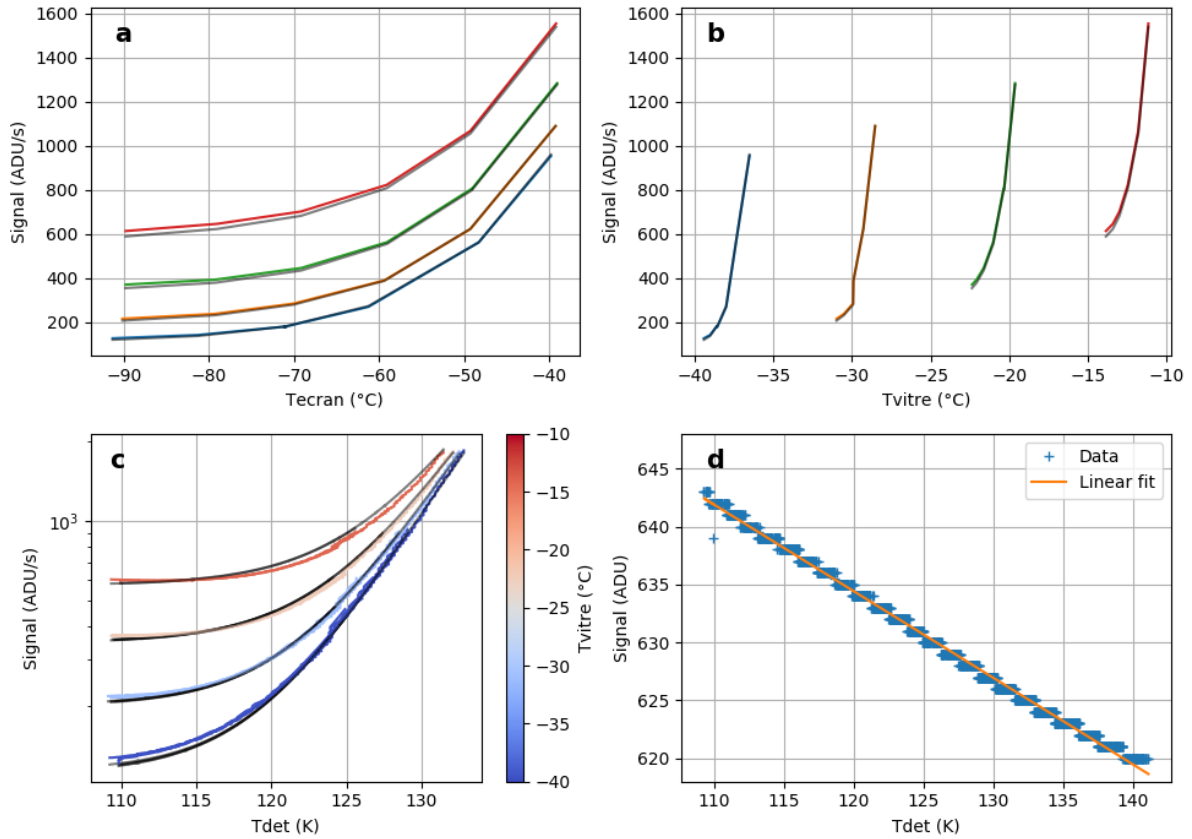 a
1600
1400
1200
1000
800
600
400
200
Signal (ADU/s)
−90 −80 −70 −60 −50 −40
Tecran (°C)
b
1600
1400
1200
1000
800
600
400
200
Signal (ADU/s)
−40 −35 −30 −25 −20 −15 −10
Tvitre (°C)
c
10³
Signal (ADU/s)
110 115 120 125 130
Tdet (K)
−10
−15
−20
−25
−30
−35
−40
Tvitre (°C)
d
Data
Linear fit
645
640
635
630
625
620
Signal (ADU)
110 115 120 125 130 135 140
Tdet (K)